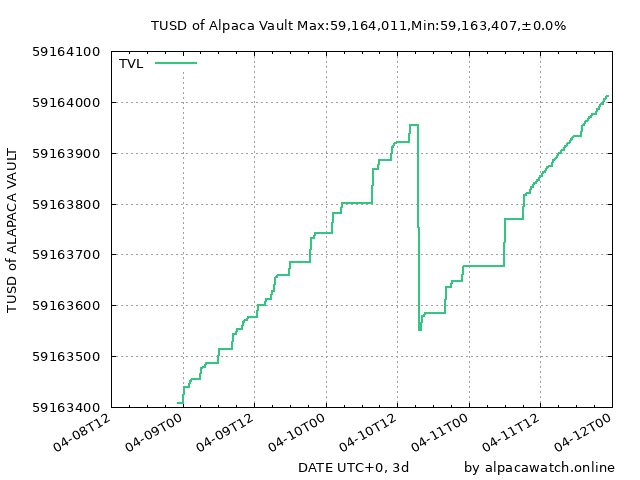 TUSD of Alpaca Vault Max:59,164,011,Min:59,163,407,±0.0%
TUSD of ALAPACA VAULT
TVL
59164100
59164000
59163900
59163800
59163700
59163600
59163500
59163400
04-08T12
04-09T00
04-09T12
04-10T00
04-10T12
04-11T00
04-11T12
04-12T00
DATE UTC+0, 3d
by alpacawatch.online